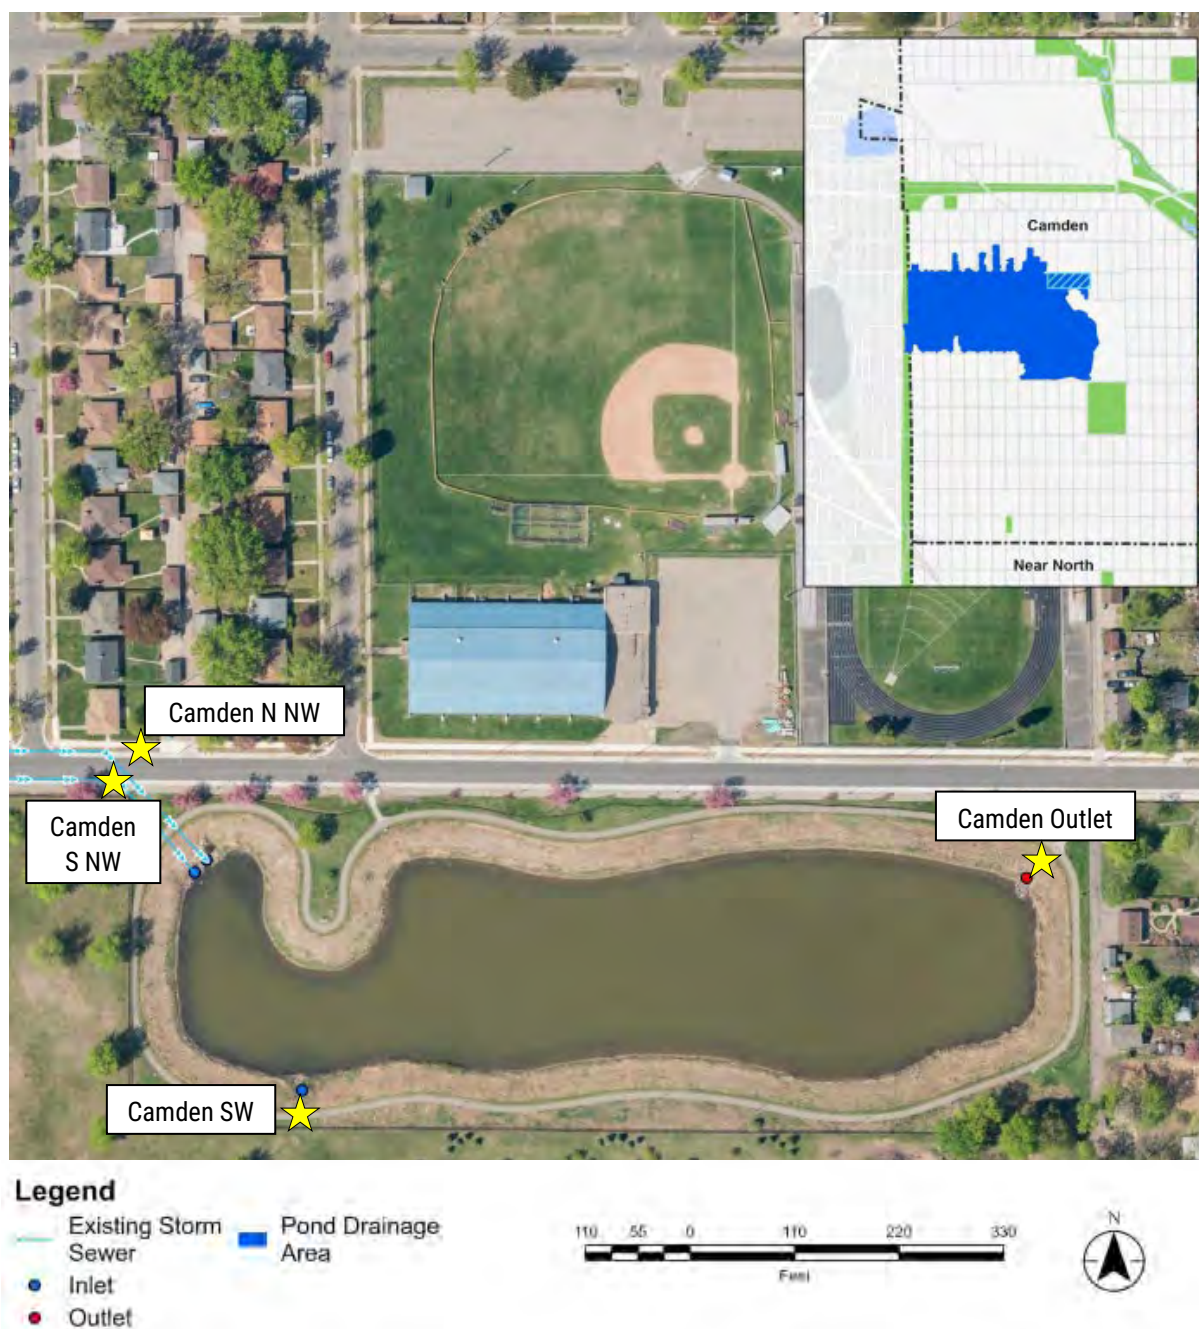 Camden
Near North
Camden N NW
Camden
S NW
Camden Outlet
Camden SW
Legend
Existing Storm
Sewer
Pond Drainage
Area
Inlet
Outlet
110 55 0 110 220 330
Feet
N